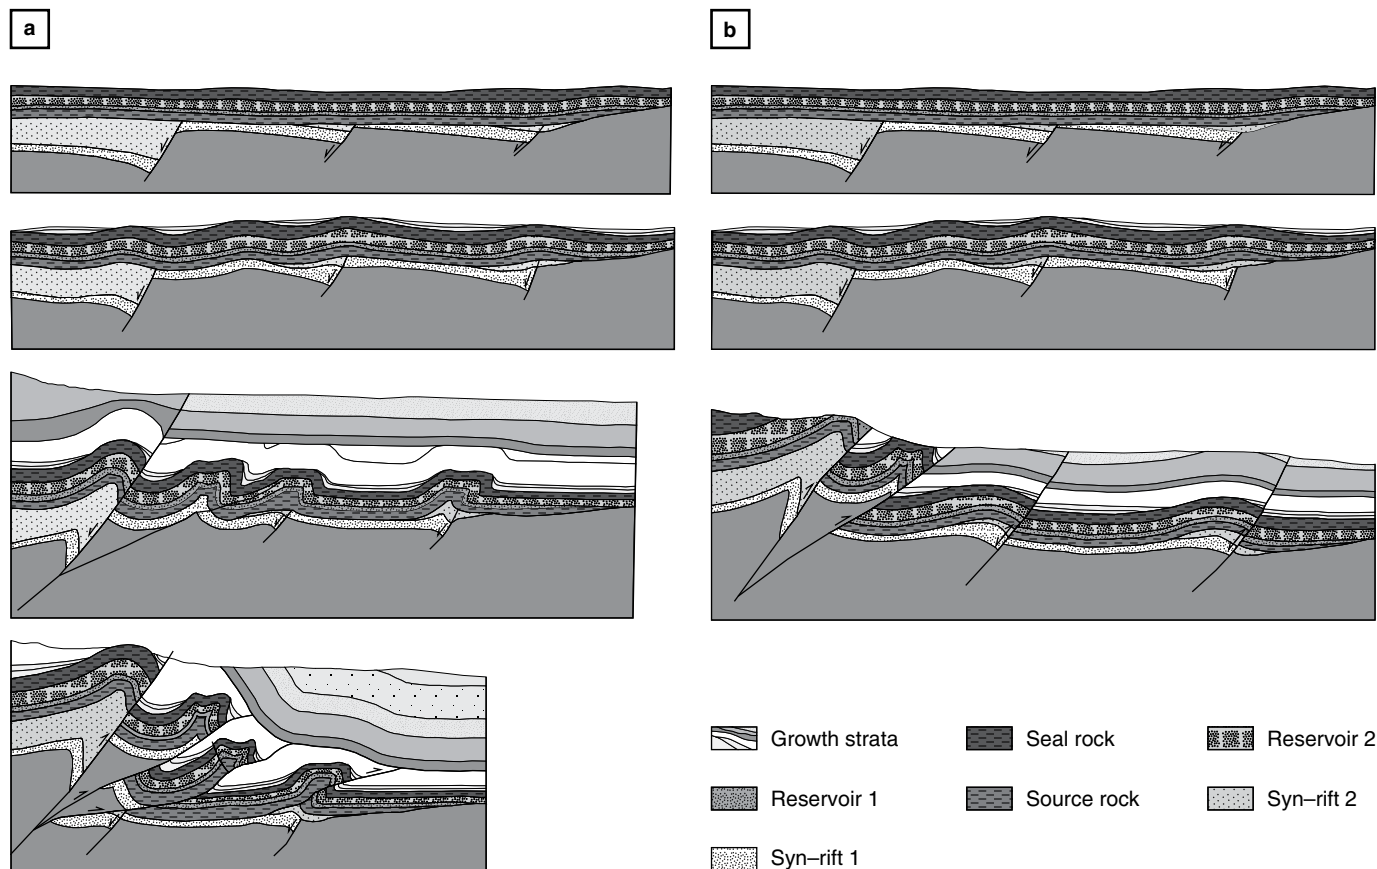 a
b
Growth strata
Seal rock
Reservoir 2
Reservoir 1
Source rock
Syn–rift 2
Syn–rift 1